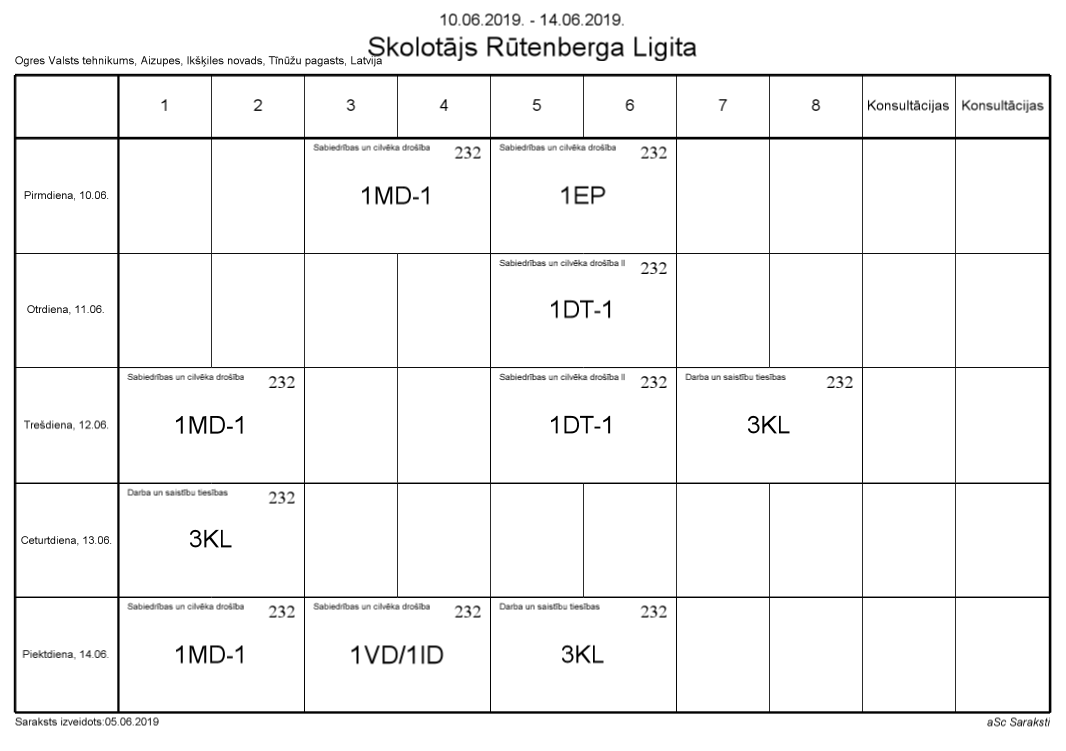 10.06.2019. - 14.06.2019.
Skolotājs Rūtenberga Ligita
Ogres Valsts tehnikums, Aizupes, Ikšķiles novads, Tīnūžu pagasts, Latvija
1 2 3 4 5 6 7 8 Konsultācijas Konsultācijas
Pirmdiena, 10.06.
Sabiedrības un cilvēka drošība 232
1MD-1
Sabiedrības un cilvēka drošība 232
1EP
Otrdiena, 11.06.
Sabiedrības un cilvēka drošība II 232
1DT-1
Trešdiena, 12.06.
Sabiedrības un cilvēka drošība 232
1MD-1
Sabiedrības un cilvēka drošība II 232
1DT-1
Darba un saistību tiesības 232
3KL
Ceturtdiena, 13.06.
Darba un saistību tiesības 232
3KL
Piektdiena, 14.06.
Sabiedrības un cilvēka drošība 232
1MD-1
Sabiedrības un cilvēka drošība 232
1VD/1ID
Darba un saistību tiesības 232
3KL
Saraksts izveidots:05.06.2019
aSc Saraksti